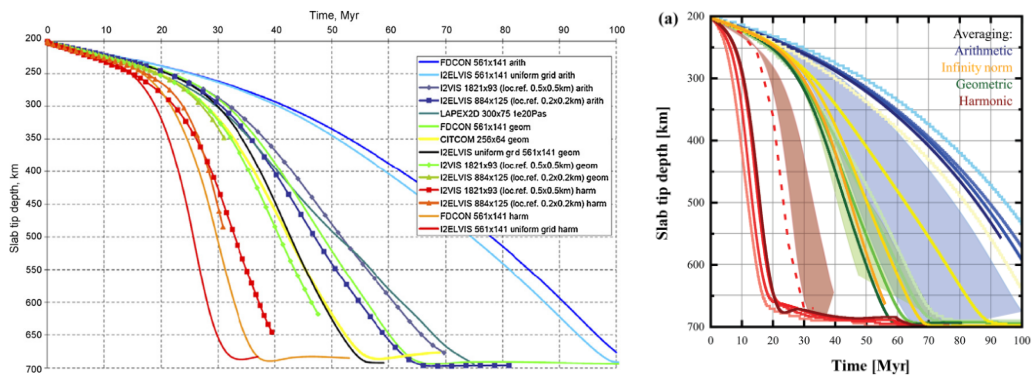 Time, Myr
0 10 20 30 40 50 60 70 80 90 100
200
250
300
350
400
450
500
550
600
650
700
Slab tip depth, km
FDCON 561x141 arith
I2ELVIS 561x141 uniform grid arith
I2VIS 1821x93 (loc.ref. 0.5x0.5km) arith
I2ELVIS 884x125 (loc.ref. 0.2x0.2km) arith
LAPEX2D 300x75 1e20Pas
FDCON 561x141 geom
CITCOM 256x64 geom
I2ELVIS uniform grd 561x141 geom
I2VIS 1821x93 (loc.ref. 0.5x0.5km) geom
I2ELVIS 884x125 (loc.ref. 0.2x0.2km) geom
I2VIS 1821x93 (loc.ref. 0.5x0.5km) harm
I2ELVIS 884x125 (loc.ref. 0.2x0.2km) harm
FDCON 561x141 harm
I2ELVIS 561x141 uniform grid harm
(a)
200
300
400
500
600
700
Slab tip depth [km]
Averaging:
Arithmetic
Infinity norm
Geometric
Harmonic
0 10 20 30 40 50 60 70 80 90 100
Time [Myr]